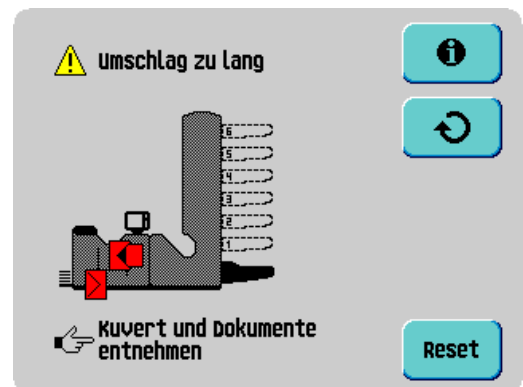 Umschlag zu lang
6
5
4
3
2
1
Kuvert und Dokumente
entnehmen
Reset